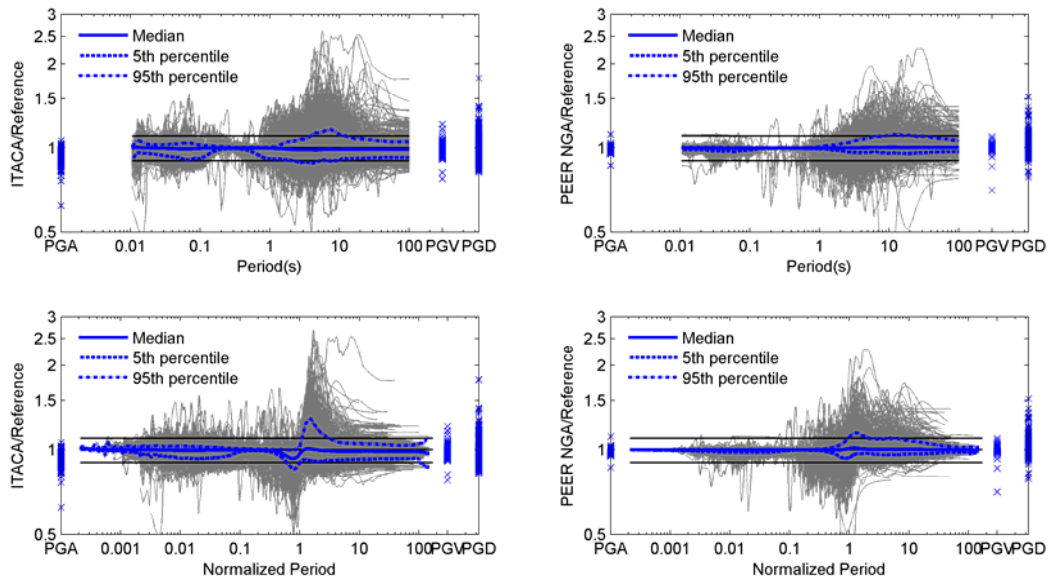 3
2.5
2
1.5
1
0.5
ITACA/Reference
Median
5th percentile
95th percentile
PGA 0.01 0.1 1 10 100 PGV PGD
Period(s)
3
2.5
2
1.5
1
0.5
PEER NGA/Reference
Median
5th percentile
95th percentile
PGA 0.01 0.1 1 10 100 PGV PGD
Period(s)
3
2.5
2
1.5
1
0.5
ITACA/Reference
Median
5th percentile
95th percentile
PGA 0.001 0.01 0.1 1 10 100 PGV PGD
Normalized Period
3
2.5
2
1.5
1
0.5
PEER NGA/Reference
Median
5th percentile
95th percentile
PGA 0.001 0.01 0.1 1 10 100 PGV PGD
Normalized Period